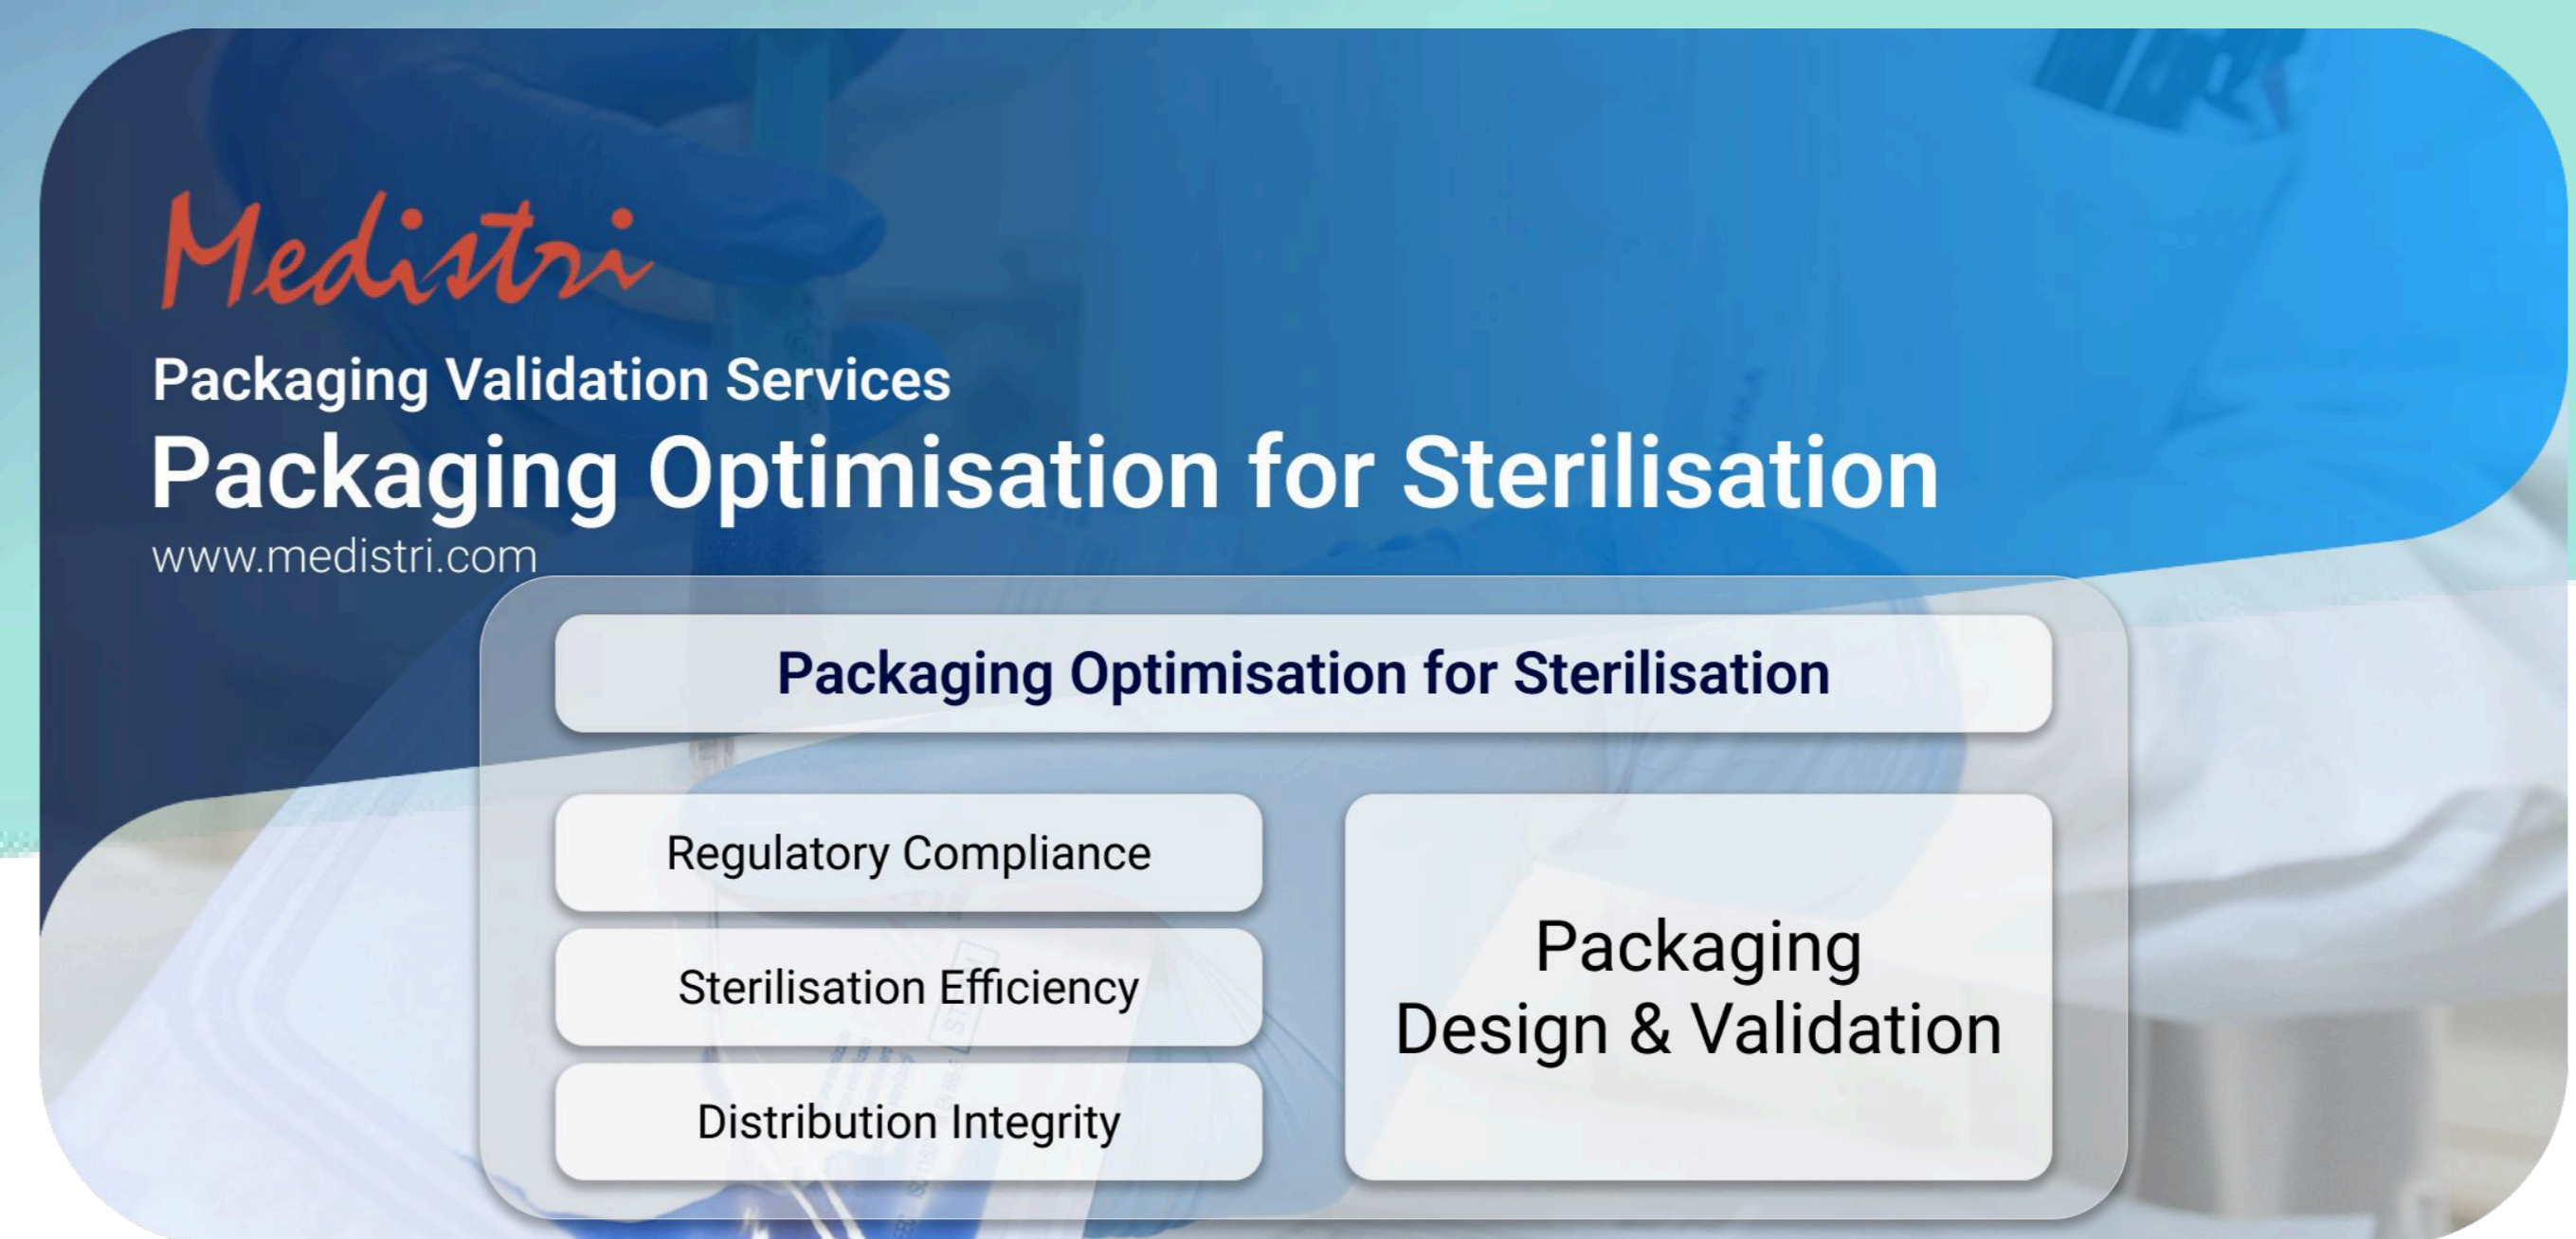 Medistri
Packaging Validation Services
Packaging Optimisation for Sterilisation
www.medistri.com
Packaging Optimisation for Sterilisation
Regulatory Compliance
Sterilisation Efficiency
Distribution Integrity
Packaging
Design & Validation